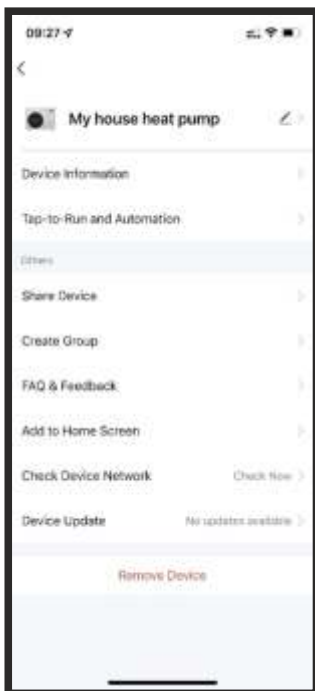 09:27
My house heat pump
Device Information
Tap-to-Run and Automation
Others
Share Device
Create Group
FAQ & Feedback
Add to Home Screen
Check Device Network Check Now
Device Update No updates available
Remove Device